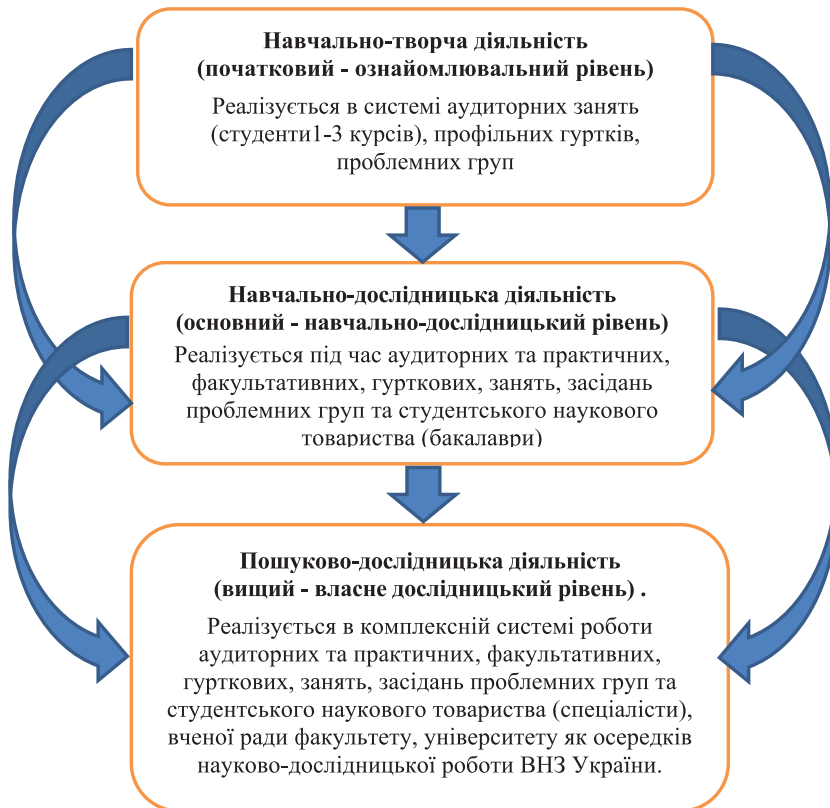 Навчально-творча діяльність
(початковий - ознайомлювальний рівень)
Реалізується в системі аудиторних занять
(студенти1-3 курсів), профільних гуртків,
проблемних груп
Навчально-дослідницька діяльність
(основний - навчально-дослідницький рівень)
Реалізується під час аудиторних та практичних,
факультативних, гурткових, занять, засідань
проблемних груп та студентського наукового
товариства (бакалаври)
Пошуково-дослідницька діяльність
(вищий - власне дослідницький рівень) .
Реалізується в комплексній системі роботи
аудиторних та практичних, факультативних,
гурткових, занять, засідань проблемних груп та
студентського наукового товариства (спеціалісти),
вченої ради факультету, університету як осередків
науково-дослідницької роботи ВНЗ України.